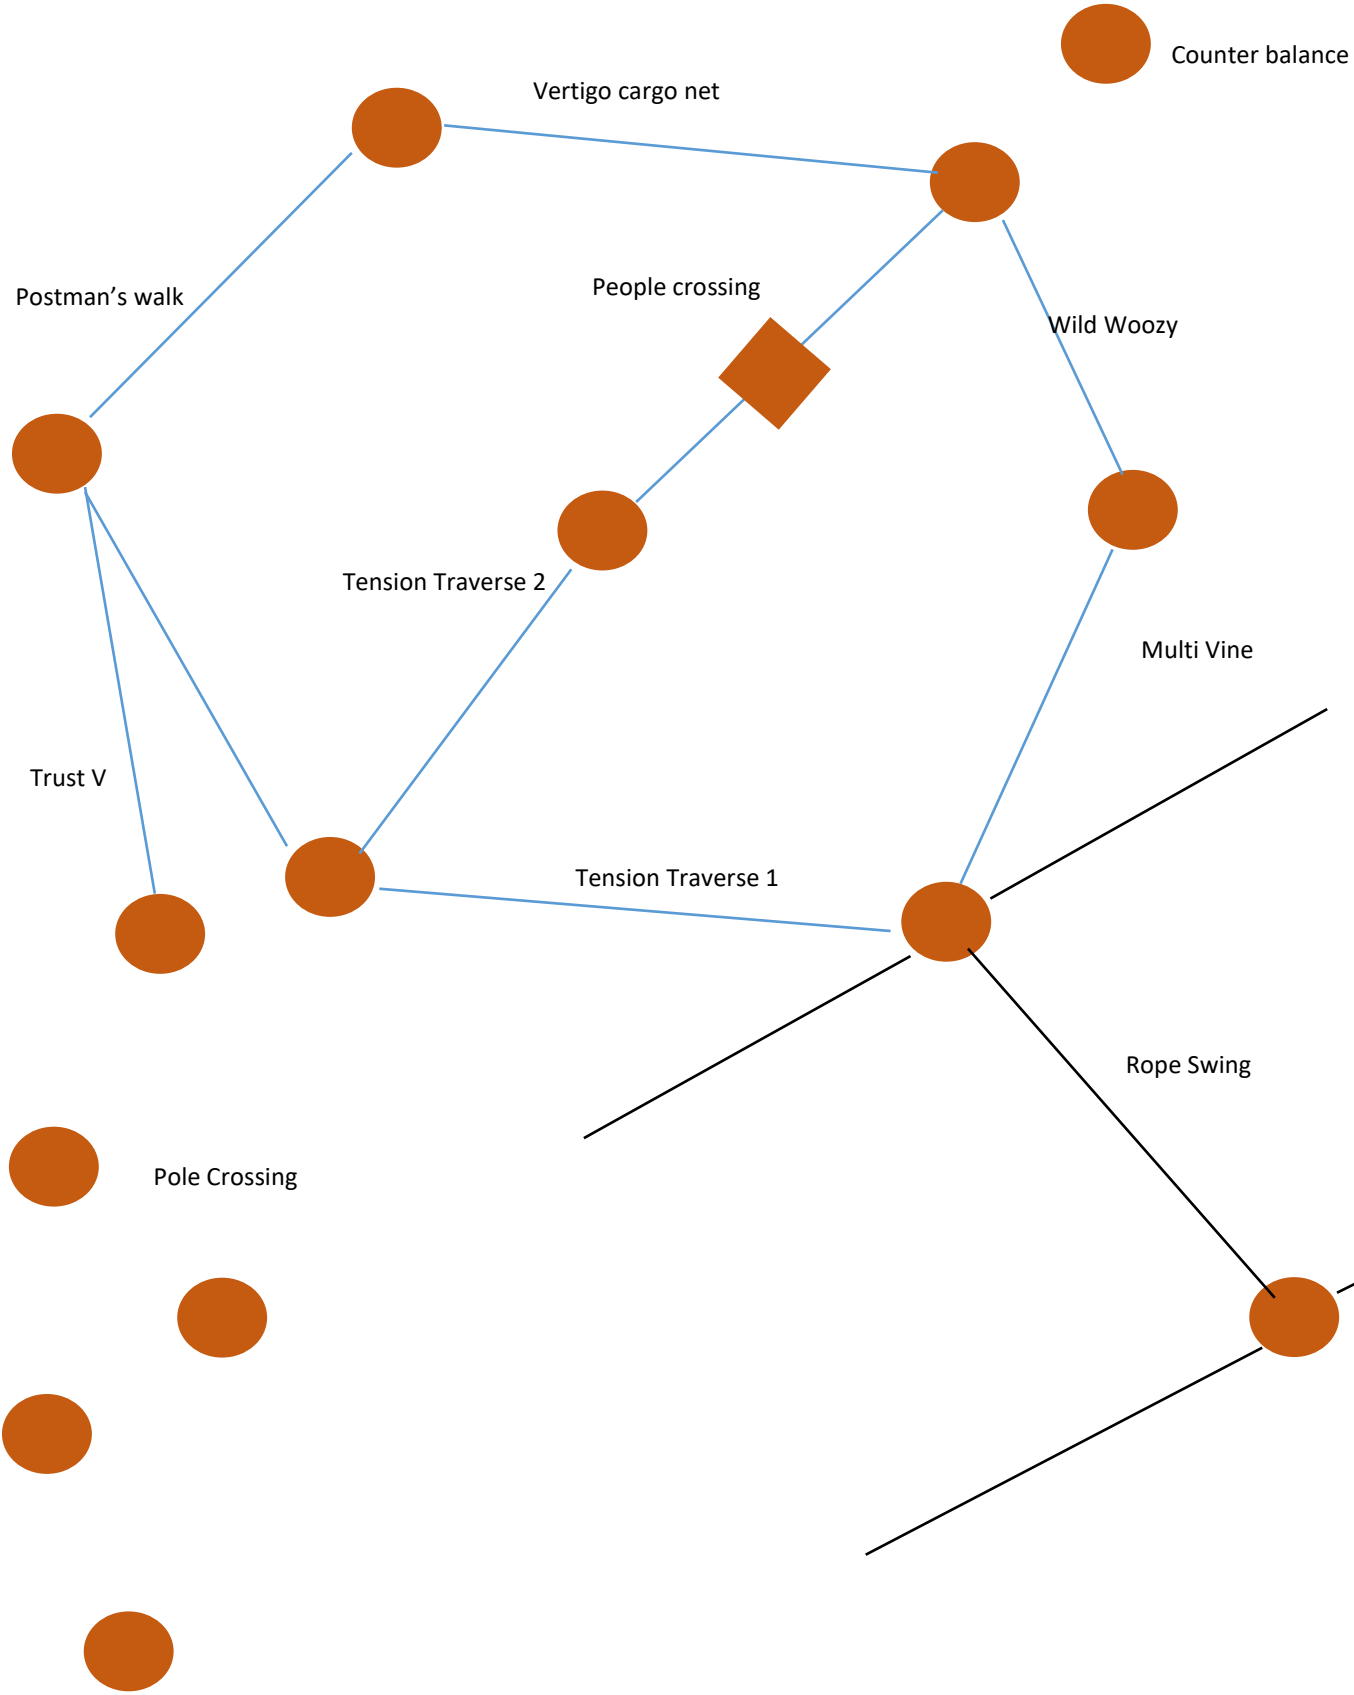 Counter balance
Vertigo cargo net
People crossing
Postman’s walk
Wild Woozy
Tension Traverse 2
Multi Vine
Trust V
Tension Traverse 1
Rope Swing
Pole Crossing